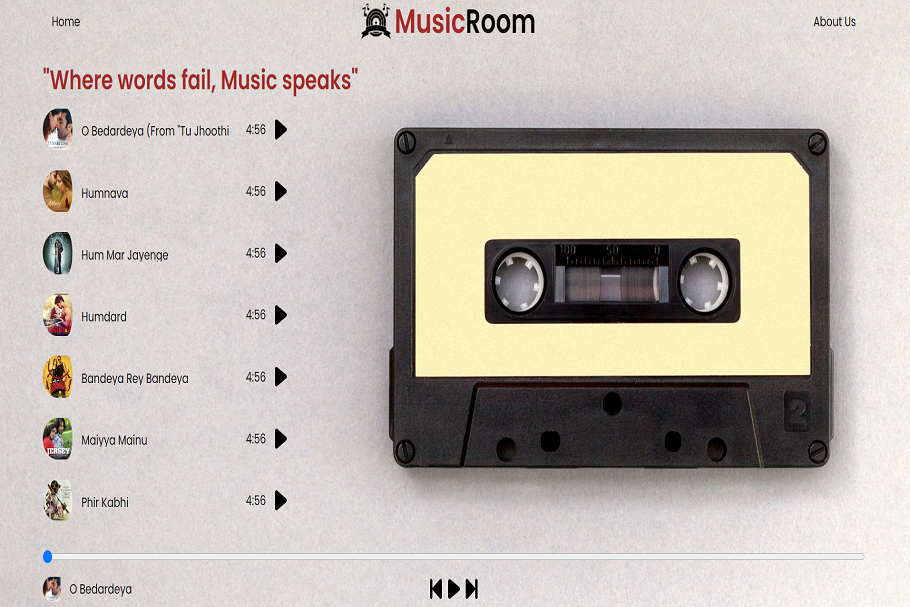 Home
MusicRoom
About Us
"Where words fail, Music speaks"
O Bedardeya (From "Tu Jhoothi 4:56
Humnava 4:56
Hum Mar Jayenge 4:56
Humdard 4:56
Bandeya Rey Bandeya 4:56
Maiyya Mainu 4:56
JERSEY
Phir Kabhi 4:56
100 50 0
2
O Bedardeya